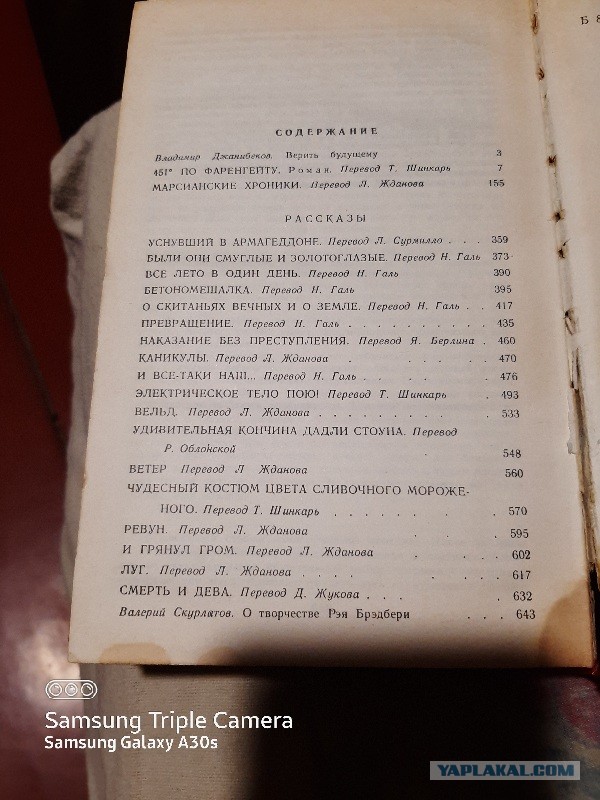 Б 8
СОДЕРЖАНИЕ
Владимир Джанибеков. Верить будущему 3
451° ПО ФАРЕНГЕЙТУ. Роман. Перевод Т. Шинкарь 7
МАРСИАНСКИЕ ХРОНИКИ. Перевод Л. Жданова 155
РАССКАЗЫ
УСНУВШИЙ В АРМАГЕДДОНЕ. Перевод Л. Сурмилло . . . 359
БЫЛИ ОНИ СМУГЛЫЕ И ЗОЛОТОГЛАЗЫЕ. Перевод Н. Галь 373
ВСЕ ЛЕТО В ОДИН ДЕНЬ. Перевод Н. Галь 390
БЕТОНОМЕШАЛКА. Перевод Н. Галь 395
О СКИТАНЬЯХ ВЕЧНЫХ И О ЗЕМЛЕ. Перевод Н. Галь . . 417
ПРЕВРАЩЕНИЕ. Перевод Н. Галь . . . . . . . . . . 435
НАКАЗАНИЕ БЕЗ ПРЕСТУПЛЕНИЯ. Перевод Я. Берлина . 460
КАНИКУЛЫ. Перевод Л. Жданова . . . . 470
И ВСЕ-ТАКИ НАШ... Перевод Н. Галь . . . . 476
ЭЛЕКТРИЧЕСКОЕ ТЕЛО ПОЮ! Перевод Т. Шинкарь . 493
ВЕЛЬД. Перевод Л. Жданова . . . . . . . . . 533
УДИВИТЕЛЬНАЯ КОНЧИНА ДАДЛИ СТОУНА. Перевод
Р. Облонской . . 548
ВЕТЕР Перевод Л Жданова . . 560
ЧУДЕСНЫЙ КОСТЮМ ЦВЕТА СЛИВОЧНОГО МОРОЖЕ-
НОГО. Перевод Т. Шинкарь . . . . . . . 570
РЕВУН. Перевод Л. Жданова . . 595
И ГРЯНУЛ ГРОМ. Перевод Л. Жданова . . . 602
ЛУГ. Перевод Л. Жданова . . . . . . . 617
СМЕРТЬ И ДЕВА. Перевод Д. Жукова . . . . . . 632
Валерий Скурлатов. О творчестве Рэя Брэдбери . . . 643
Samsung Triple Camera
Samsung Galaxy A30s
YAPLAKAL.COM